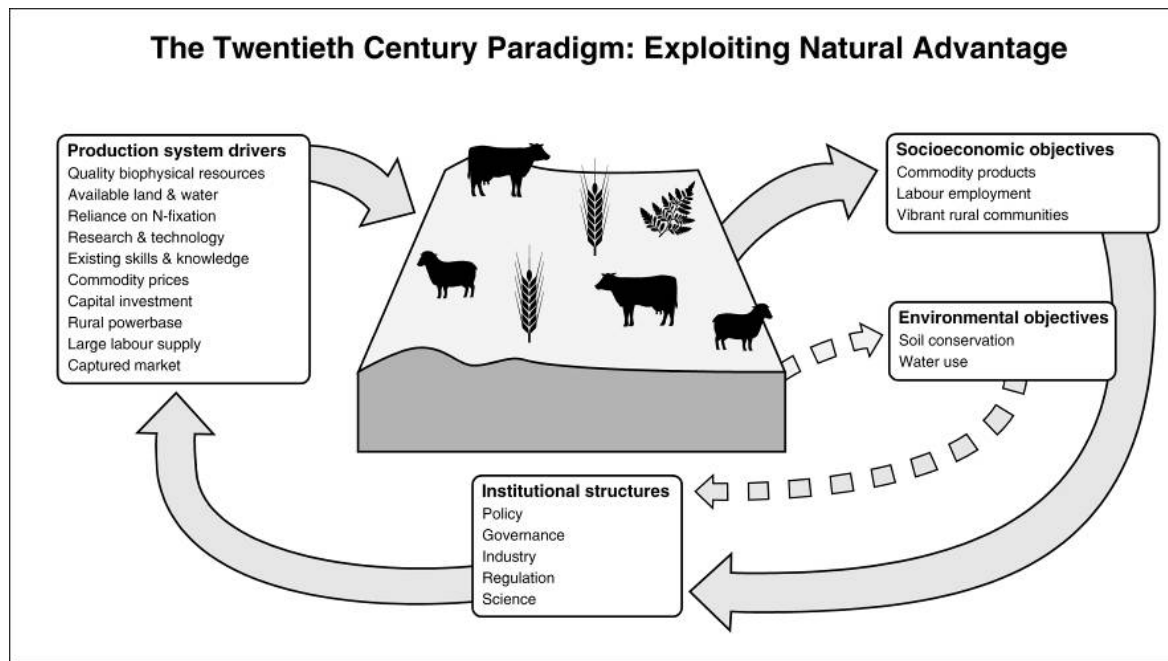 The Twentieth Century Paradigm: Exploiting Natural Advantage
Production system drivers
Quality biophysical resources
Available land & water
Reliance on N-fixation
Research & technology
Existing skills & knowledge
Commodity prices
Capital investment
Rural powerbase
Large labour supply
Captured market
Socioeconomic objectives
Commodity products
Labour employment
Vibrant rural communities
Environmental objectives
Soil conservation
Water use
Institutional structures
Policy
Governance
Industry
Regulation
Science